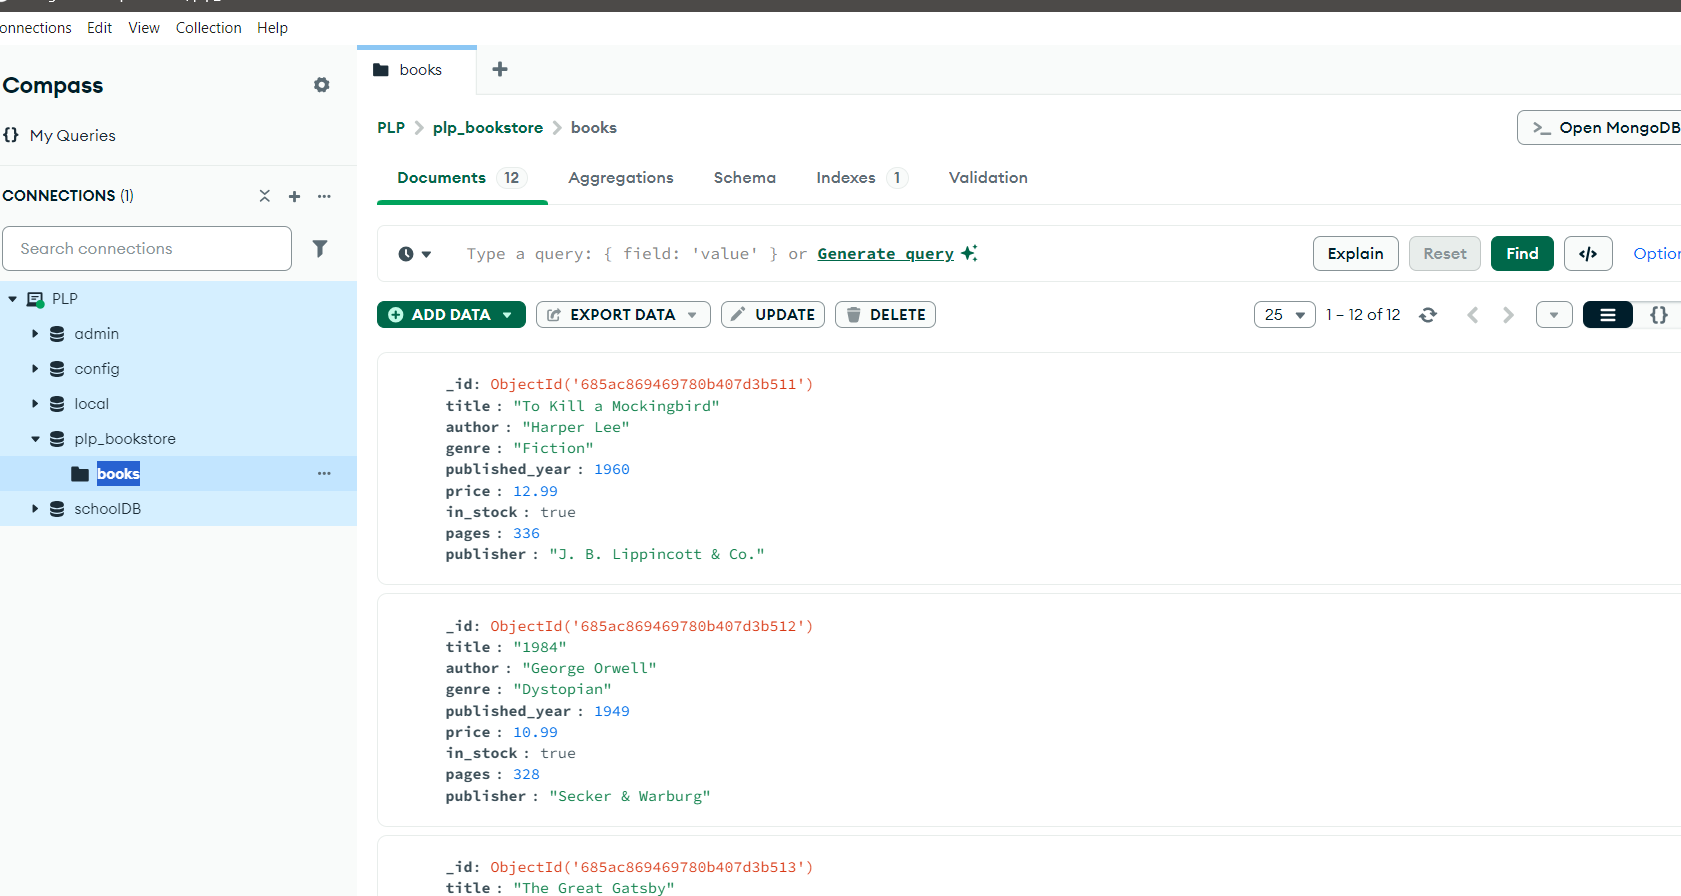 onnections Edit View Collection Help
Compass
{} My Queries
CONNECTIONS (1)
Search connections
PLP
admin
config
local
plp_bookstore
books
schoolDB
books
PLP > plp_bookstore > books
>_ Open MongoDB
Documents 12 Aggregations Schema Indexes 1 Validation
Type a query: { field: 'value' } or Generate query
Explain Reset Find </> Option
ADD DATA EXPORT DATA UPDATE DELETE
25 1 – 12 of 12 {}
_id: ObjectId('685ac869469780b407d3b511')
title : "To Kill a Mockingbird"
author : "Harper Lee"
genre : "Fiction"
published_year : 1960
price : 12.99
in_stock : true
pages : 336
publisher : "J. B. Lippincott & Co."
_id: ObjectId('685ac869469780b407d3b512')
title : "1984"
author : "George Orwell"
genre : "Dystopian"
published_year : 1949
price : 10.99
in_stock : true
pages : 328
publisher : "Secker & Warburg"
_id: ObjectId('685ac869469780b407d3b513')
title : "The Great Gatsby"